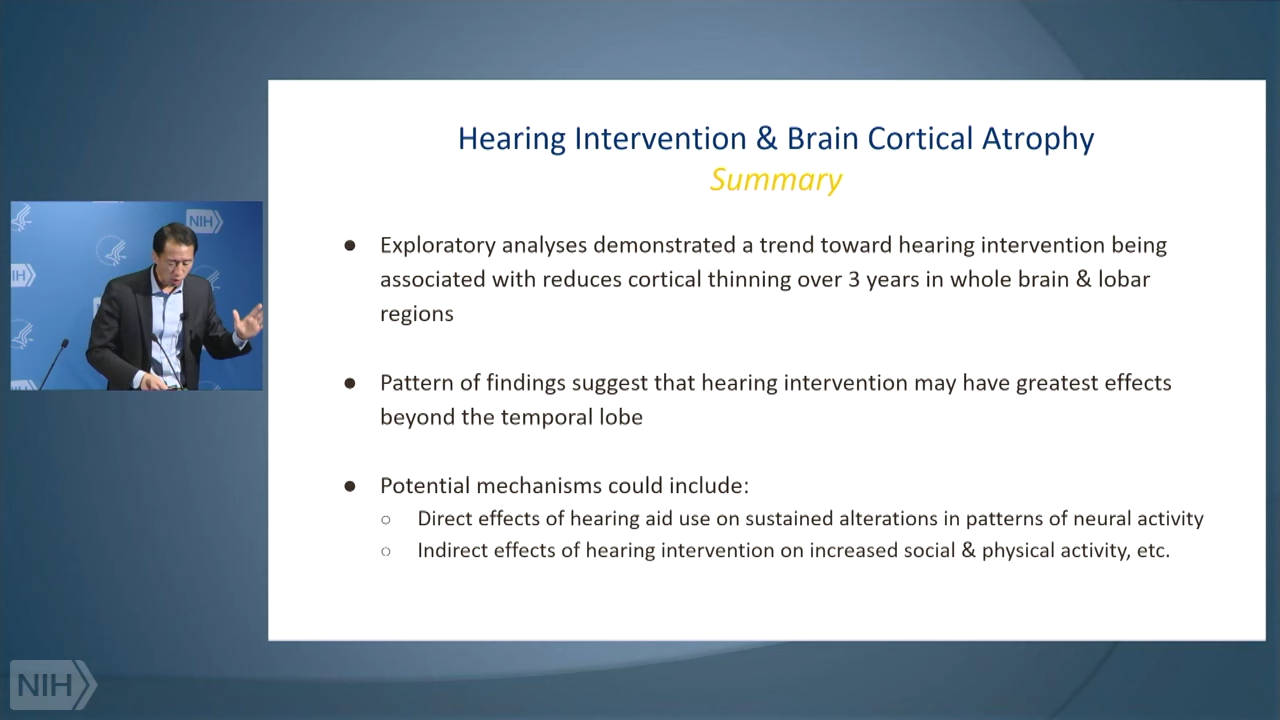 Hearing Intervention & Brain Cortical Atrophy
Summary
● Exploratory analyses demonstrated a trend toward hearing intervention being
associated with reduces cortical thinning over 3 years in whole brain & lobar
regions
● Pattern of findings suggest that hearing intervention may have greatest effects
beyond the temporal lobe
● Potential mechanisms could include:
○ Direct effects of hearing aid use on sustained alterations in patterns of neural activity
○ Indirect effects of hearing intervention on increased social & physical activity, etc.
NIH
IH
NIH